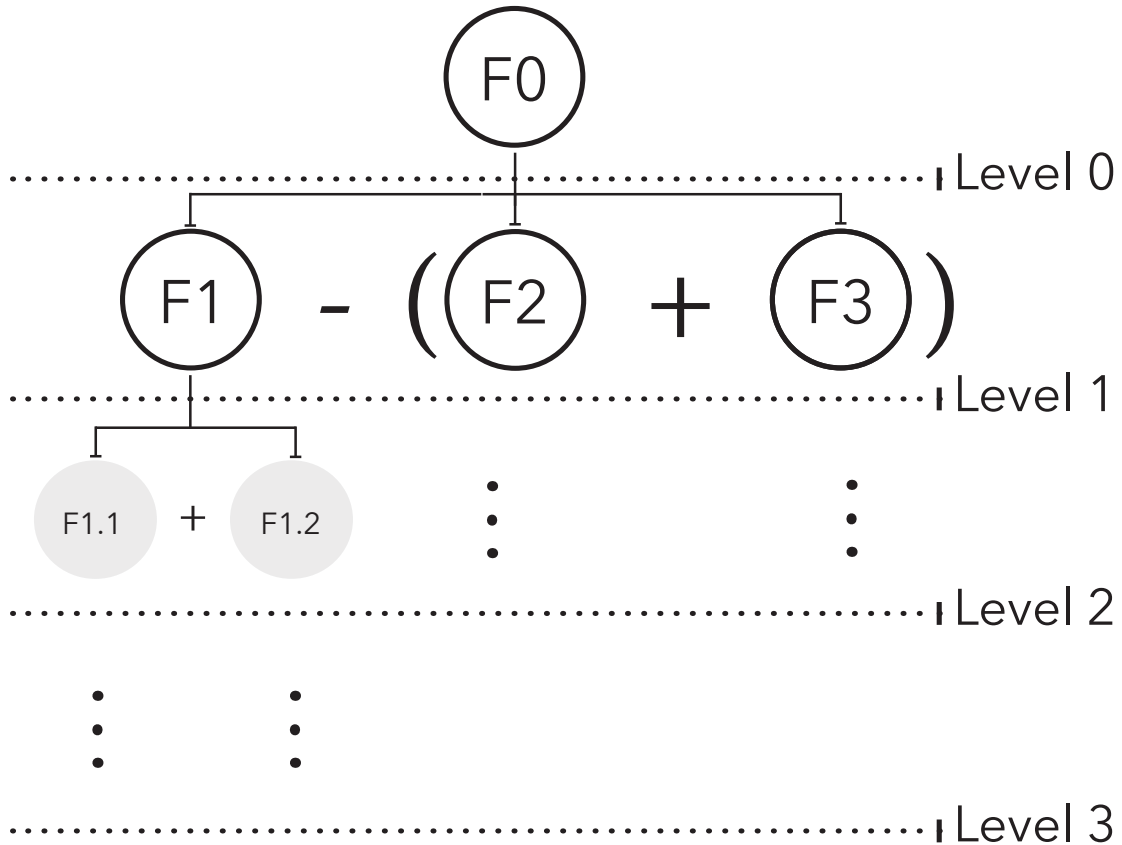 F0
Level 0
F1 - ( F2 + F3 )
Level 1
F1.1 + F1.2
Level 2
Level 3